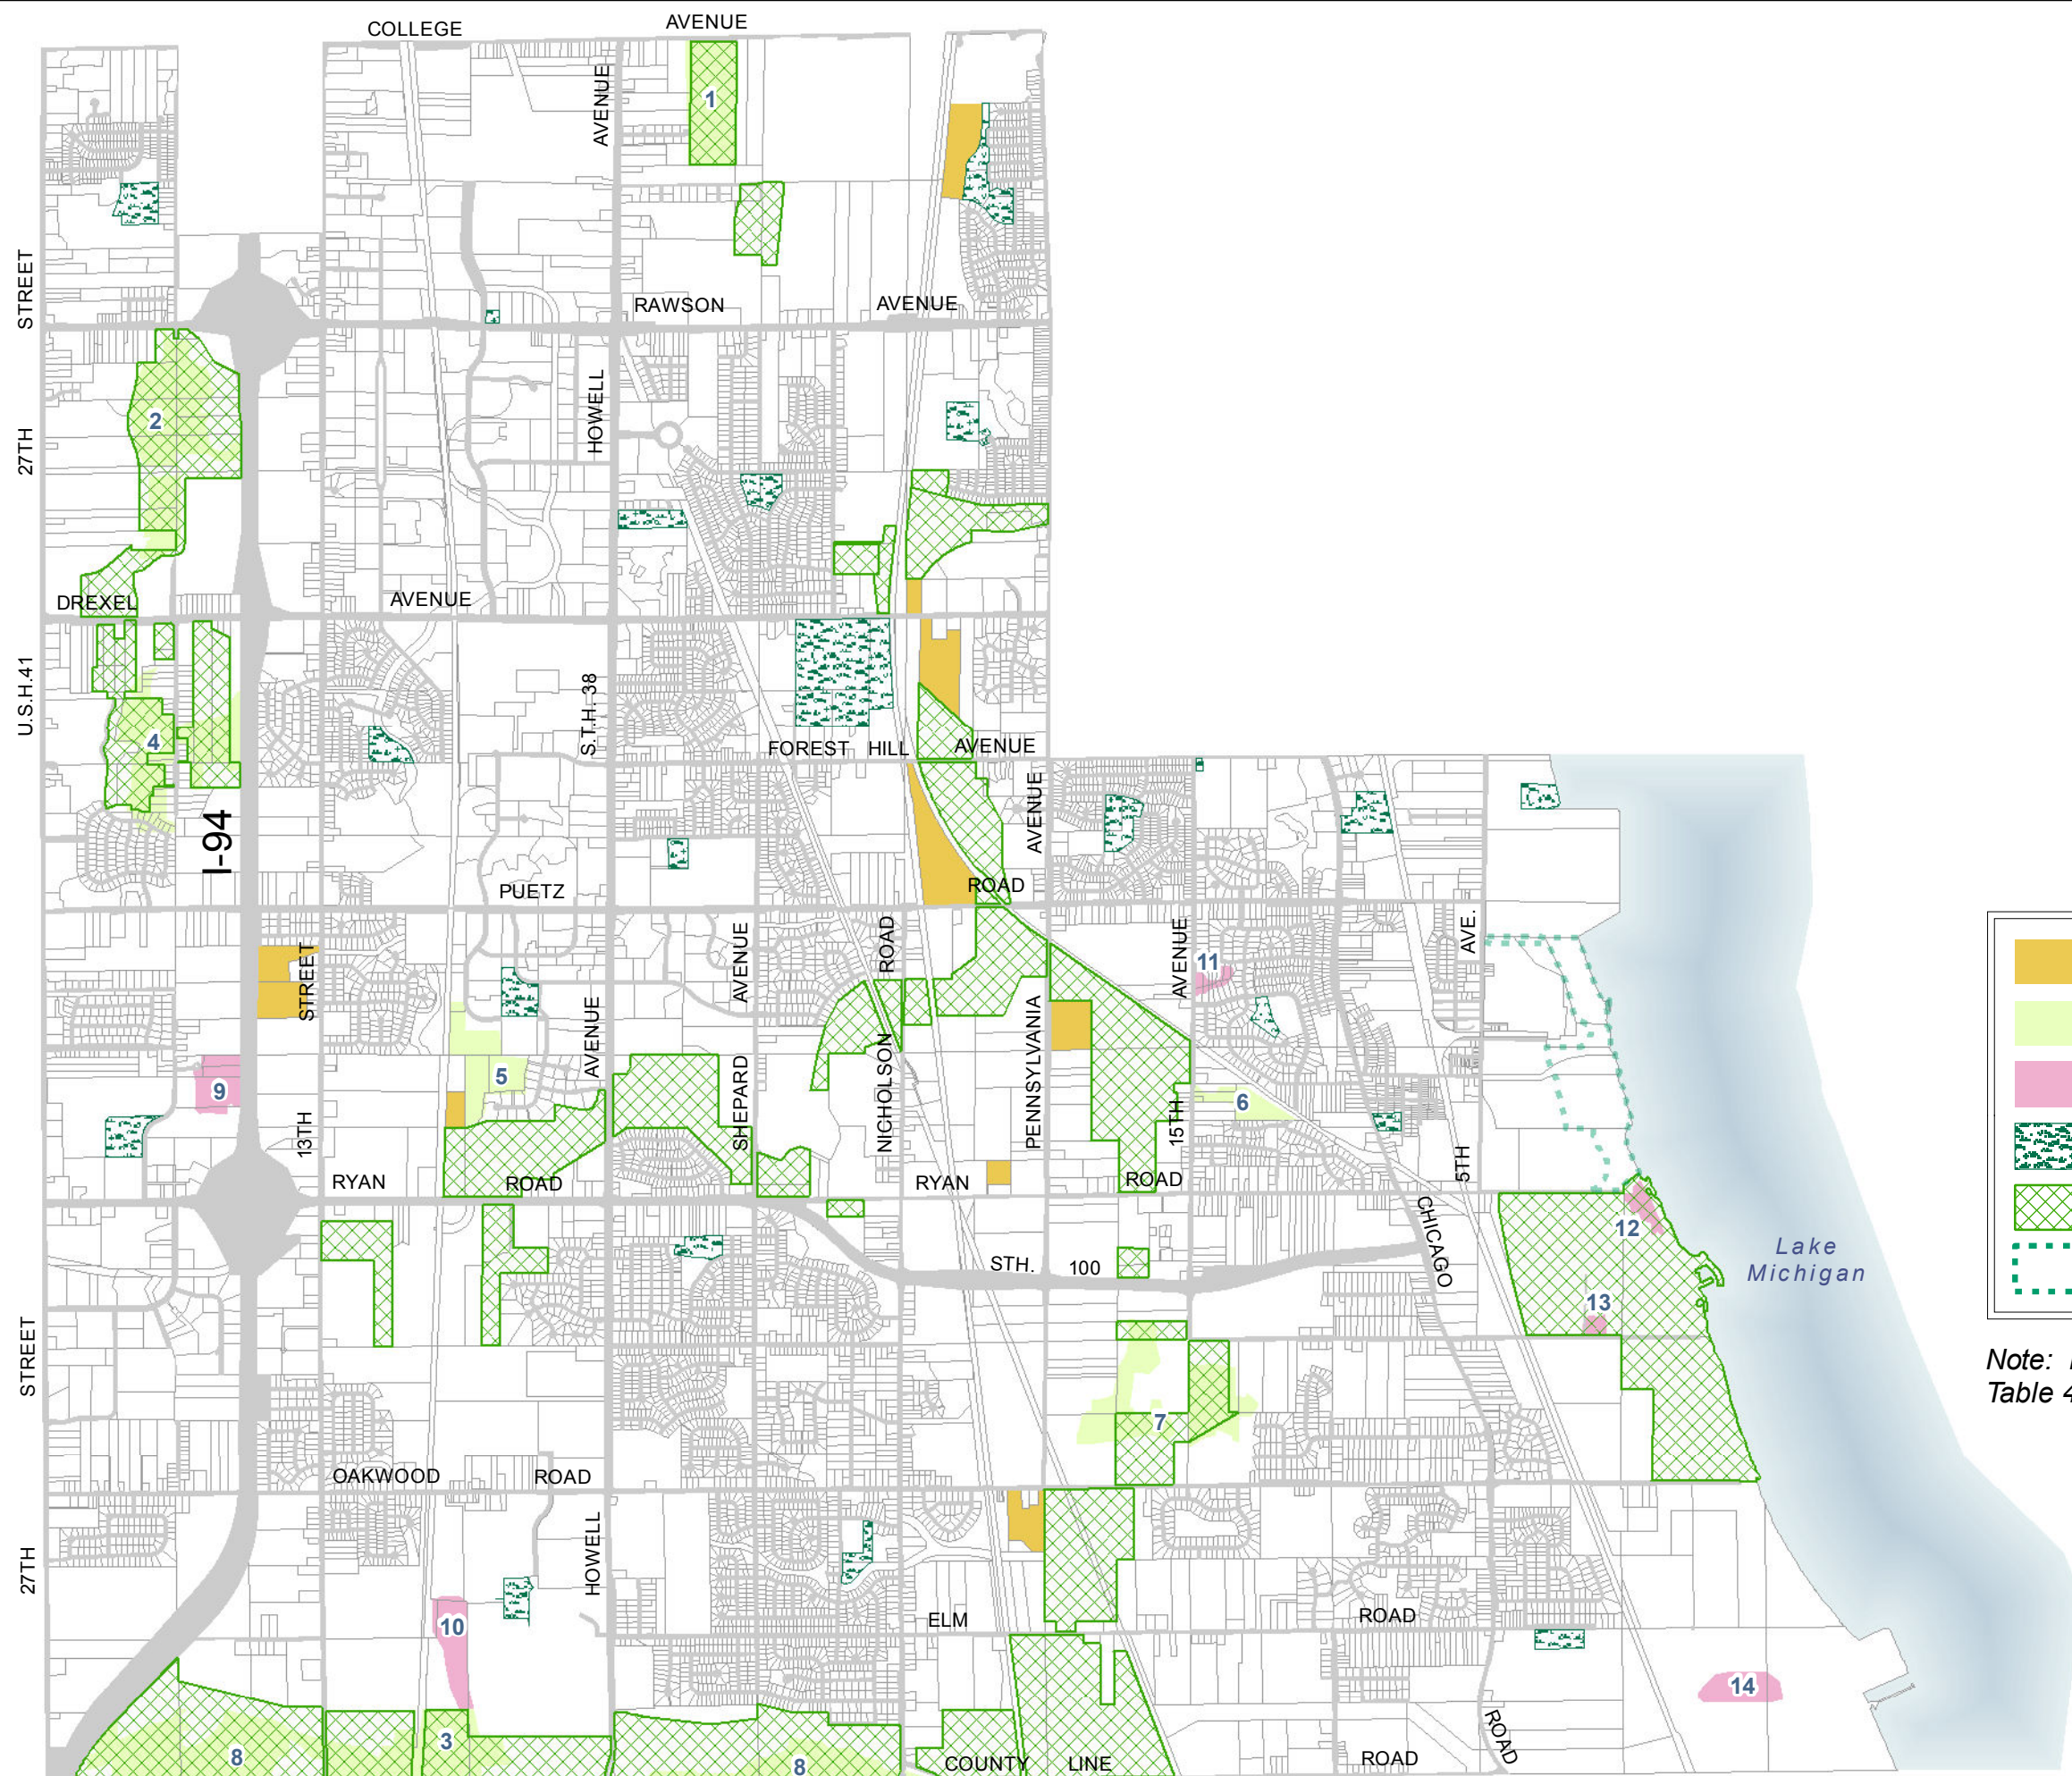 COLLEGE
AVENUE
AVENUE
1
STREET
RAWSON
AVENUE
2
27TH
HOWELL
DREXEL
AVENUE
U.S.H.41
S.T.H. 38
4
FOREST HILL AVENUE
I-94
AVENUE
PUETZ
ROAD
STREET
AVENUE
ROAD
AVENUE
AVE.
11
9
5
AVENUE
6
13TH
SHEPARD
NICHOLSON
PENNSYLVANIA
15TH
5TH
RYAN
ROAD
RYAN
ROAD
12
CHICAGO
STH. 100
Lake
Michigan
13
STREET
Note:
Table 4
7
OAKWOOD
ROAD
27TH
HOWELL
10
ELM
ROAD
14
3
8
8
COUNTY LINE
ROAD
ROAD